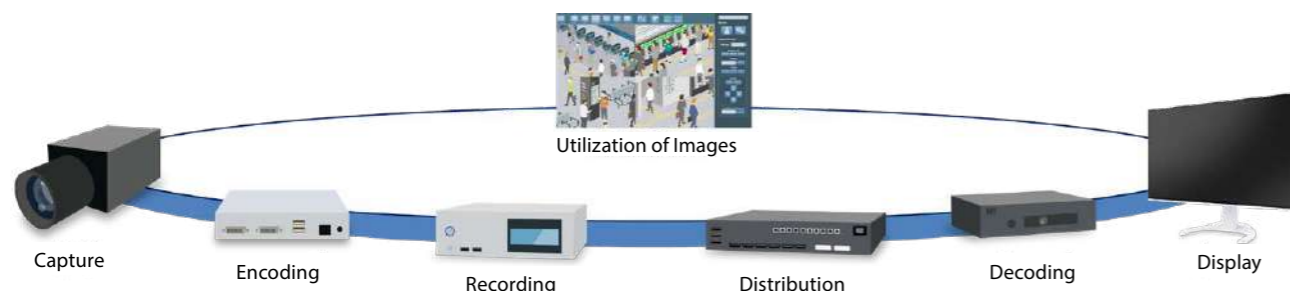 Utilization of Images
Capture
Encoding
Recording
Distribution
Decoding
Display